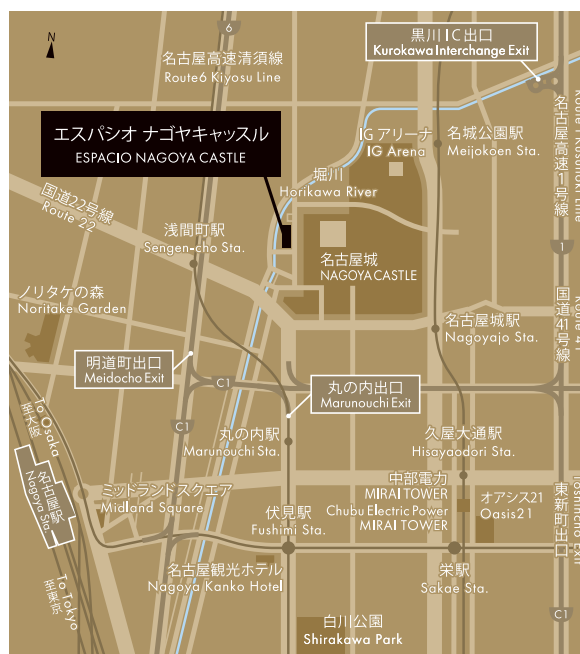 N
6
名古屋高速清須線
Route6 Kiyosu Line
黒川IC出口
Kurokawa Interchange Exit
エスパシオ ナゴヤキャッスル
ESPACIO NAGOYA CASTLE
IG アリーナ
IG Arena
名城公園駅
Meijokoen Sta.
名古屋高速1号線
堀川
Horikawa River
国道22号線
Route 22
浅間町駅
Sengen-cho Sta.
名古屋城
NAGOYA CASTLE
1
ノリタケの森
Noritake Garden
名古屋城駅
Nagoyajo Sta.
国道41号線
Route 41
明道町出口
Meidocho Exit
C1
丸の内出口
Marunouchi Exit
C1
To Osaka
至大阪
丸の内駅
Marunouchi Sta.
久屋大通駅
Hisayaodori Sta.
名古屋駅
Nagoya Sta.
ミッドランドスクエア
Midland Square
中部電力
MIRAI TOWER
Chubu Electric Power
MIRAI TOWER
オアシス21
Oasis21
東新町出口
伏見駅
Fushimi Sta.
To Tokyo
至東京
名古屋観光ホテル
Nagoya Kanko Hotel
栄駅
Sakae Sta.
白川公園
Shirakawa Park
C1